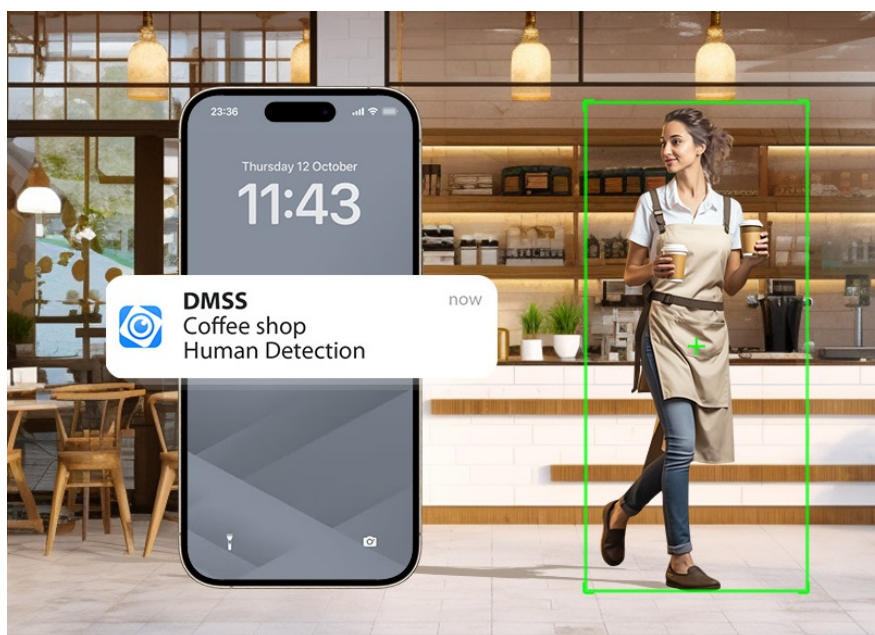 23:36
Thursday 12 October
11:43
DMSS now
Coffee shop
Human Detection